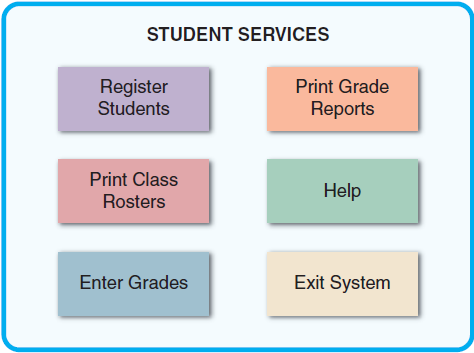 STUDENT SERVICES
Register
Students
Print Grade
Reports
Print Class
Rosters
Help
Enter Grades
Exit System